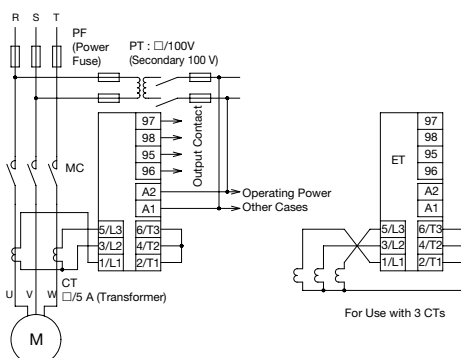 R S T
PF
(Power
Fuse)
PT : □/100V
(Secondary 100 V)
97
98
95
96
A2
A1
Output Contact
MC
Operating Power
Other Cases
5/L3 6/T3
3/L2 4/T2
1/L1 2/T1
CT
□/5 A (Transformer)
U V W
M
97
98
ET 95
96
A2
A1
5/L3 6/T3
3/L2 4/T2
1/L1 2/T1
For Use with 3 CTs